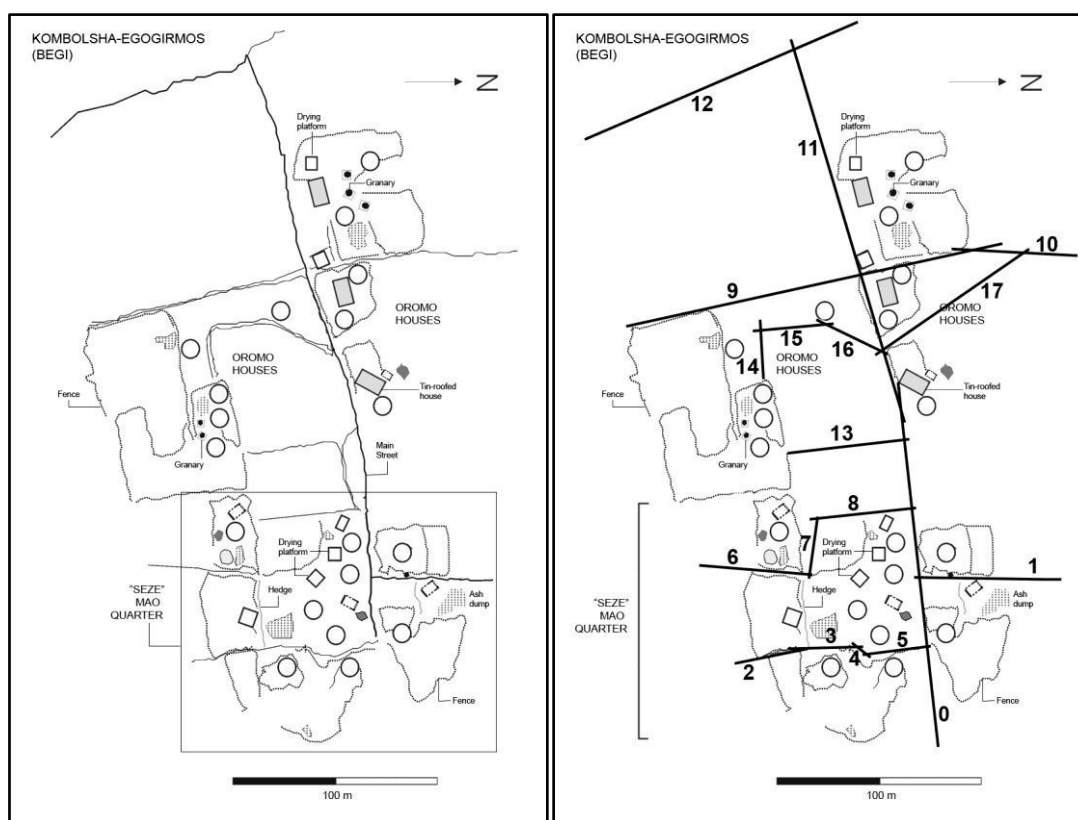 KOMBOLSHA-EGOGIRMOS
(BEGI)
N
Drying
platform
Granary
OROMO
HOUSES
OROMO
HOUSES
Fence
Tin-roofed
house
Granary
Main
Street
Drying
platform
"SEZE"
MAO
QUARTER
Hedge
Ash
dump
Fence
100 m
KOMBOLSHA-EGOGIRMOS
(BEGI)
12
N
Drying
platform
11
Granary
10
9
17
OROMO
HOUSES
15
16
14
OROMO
HOUSES
Fence
Tin-roofed
house
13
Granary
8
7
Drying
platform
6
1
"SEZE"
MAO
QUARTER
Hedge
Ash
dump
3
4
5
2
Fence
0
100 m